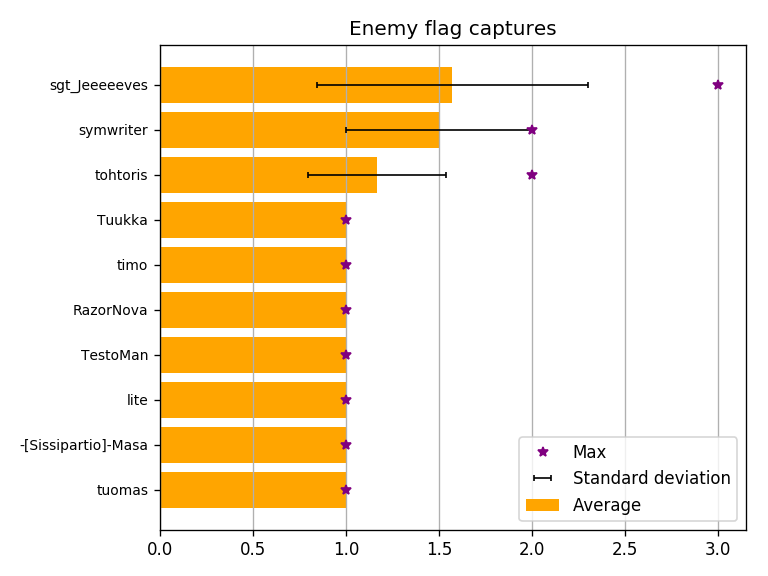 Enemy flag captures
sgt_Jeeeeeves
symwriter
tohtoris
Tuukka
timo
RazorNova
TestoMan
lite
-[Sissipartio]-Masa
tuomas
Max
Standard deviation
Average
0.0 0.5 1.0 1.5 2.0 2.5 3.0